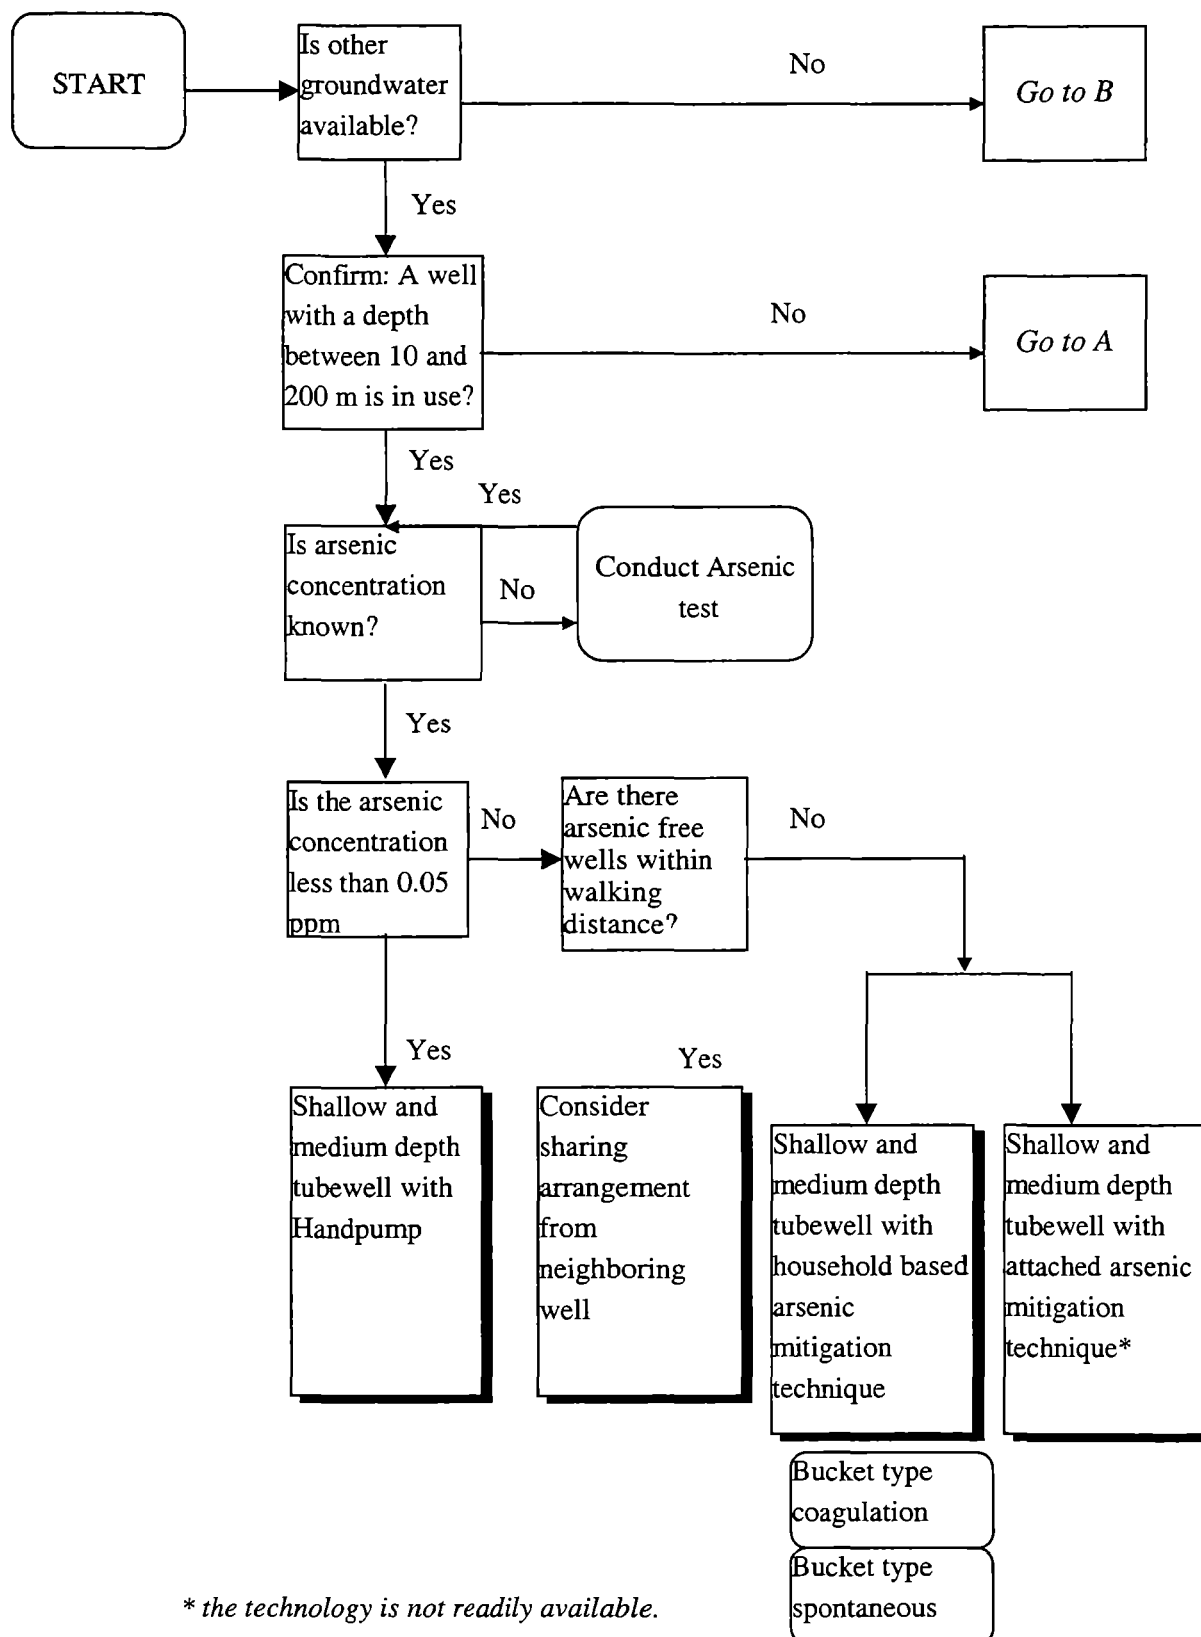 START
Is other
groundwater
available?
No
Go to B
Yes
Confirm: A well
with a depth
between 10 and
200 m is in use?
No
Go to A
Yes
Yes
Is arsenic
concentration
known?
No
Conduct Arsenic
test
Yes
Is the arsenic
concentration
less than 0.05
ppm
No
Are there
arsenic free
wells within
walking
distance?
No
Yes
Yes
Shallow and
medium depth
tubewell with
Handpump
Consider
sharing
arrangement
from
neighboring
well
Shallow and
medium depth
tubewell with
household based
arsenic
mitigation
technique
Shallow and
medium depth
tubewell with
attached arsenic
mitigation
technique*
Bucket type
coagulation
Bucket type
spontaneous
* the technology is not readily available.